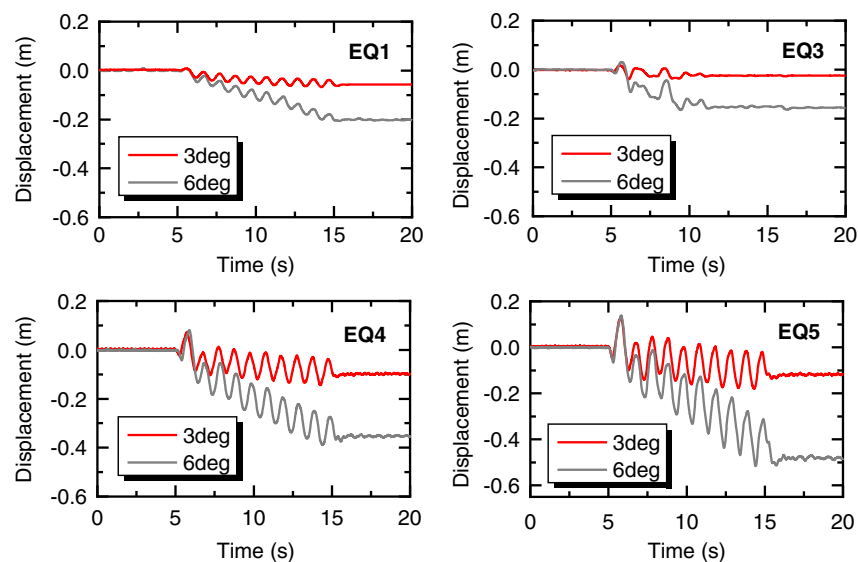 0.2
0.0
-0.2
-0.4
-0.6
Displacement (m)
EQ1
3deg
6deg
0 5 10 15 20
Time (s)
0.2
0.0
-0.2
-0.4
-0.6
Displacement (m)
EQ3
3deg
6deg
0 5 10 15 20
Time (s)
0.2
0.0
-0.2
-0.4
-0.6
Displacement (m)
EQ4
3deg
6deg
0 5 10 15 20
Time (s)
0.2
0.0
-0.2
-0.4
-0.6
Displacement (m)
EQ5
3deg
6deg
0 5 10 15 20
Time (s)